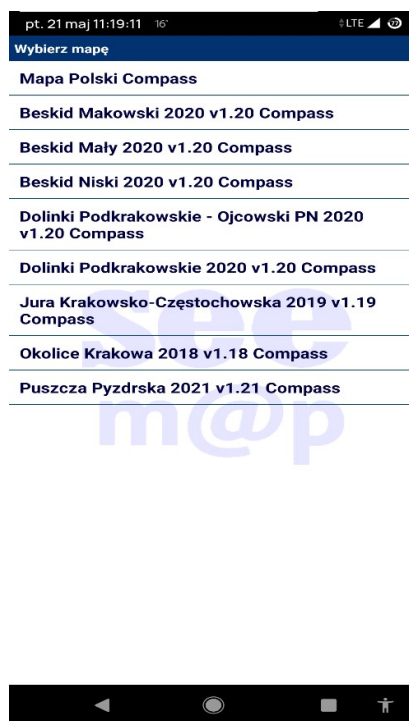 pt. 21 maj 11:19:11 16° LTE 77
Wybierz mapę
Mapa Polski Compass
Beskid Makowski 2020 v1.20 Compass
Beskid Mały 2020 v1.20 Compass
Beskid Niski 2020 v1.20 Compass
Dolinki Podkrakowskie - Ojcowski PN 2020
v1.20 Compass
Dolinki Podkrakowskie 2020 v1.20 Compass
Jura Krakowsko-Częstochowska 2019 v1.19
Compass
see
Okolice Krakowa 2018 v1.18 Compass
Puszcza Pyzdrska 2021 v1.21 Compass
m@p